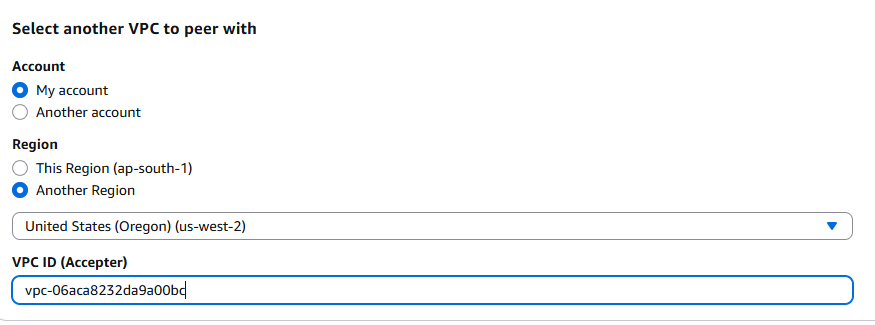 Select another VPC to peer with
Account
My account
Another account
Region
This Region (ap-south-1)
Another Region
United States (Oregon) (us-west-2)
VPC ID (Accepter)
vpc-06aca8232da9a00bc